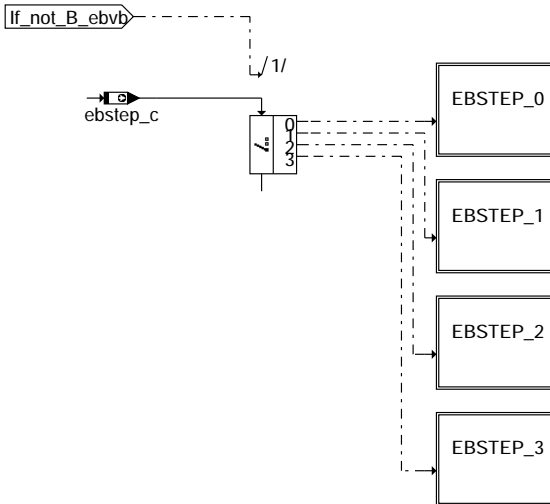 If_not_B_ebvb
/1/
ebstep_c
0
1
2
3
EBSTEP_0
EBSTEP_1
EBSTEP_2
EBSTEP_3